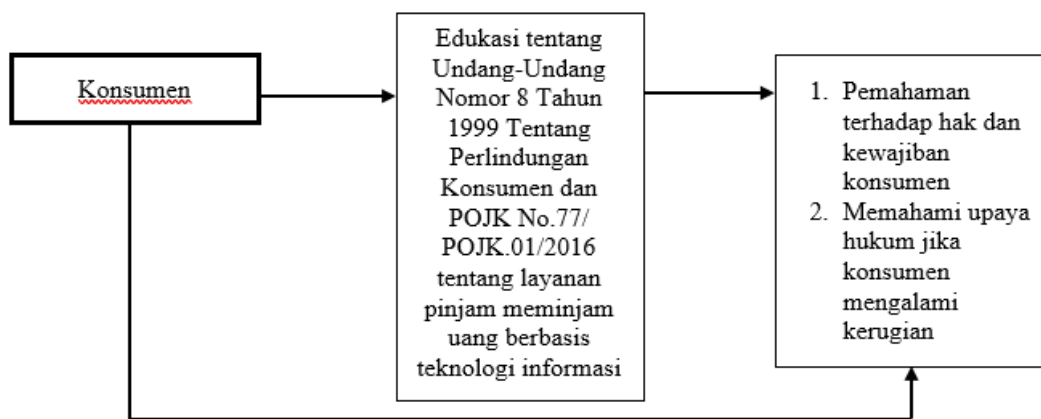 Konsumen
Edukasi tentang
Undang-Undang
Nomor 8 Tahun
1999 Tentang
Perlindungan
Konsumen dan
POJK No.77/
POJK.01/2016
tentang layanan
pinjam meminjam
uang berbasis
teknologi informasi
1. Pemahaman
terhadap hak dan
kewajiban
konsumen
2. Memahami upaya
hukum jika
konsumen
mengalami
kerugian